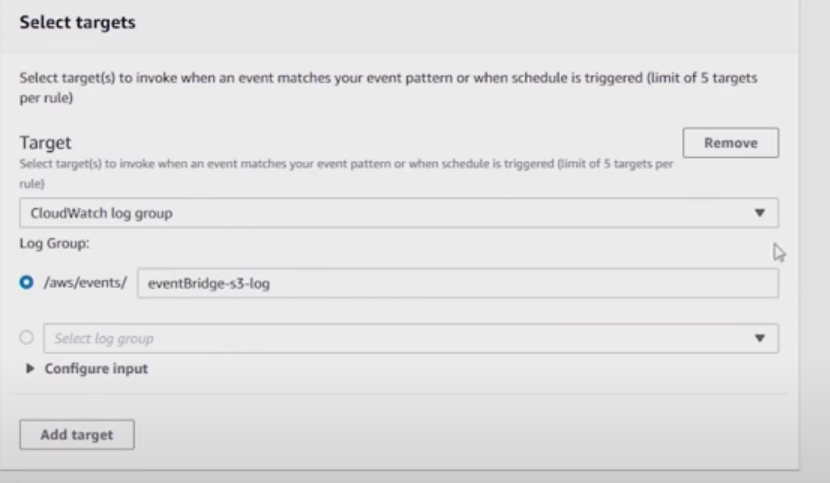 Select targets
Select target(s) to invoke when an event matches your event pattern or when schedule is triggered (limit of 5 targets
per rule)
Target
Remove
Select target(s) to invoke when an event matches your event pattern or when schedule is triggered (limit of 5 targets per
rule)
CloudWatch log group
Log Group:
/aws/events/ eventBridge-s3-log
Select log group
Configure input
Add target